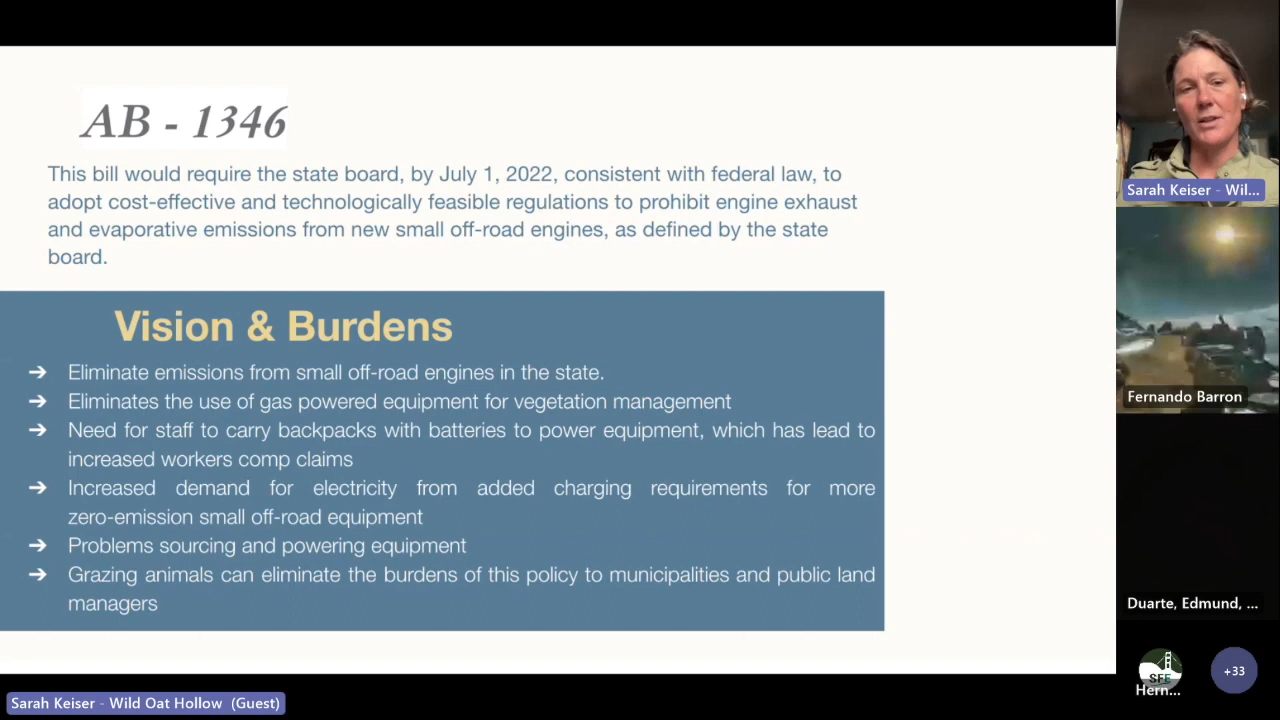 AB - 1346
This bill would require the state board, by July 1, 2022, consistent with federal law, to
adopt cost-effective and technologically feasible regulations to prohibit engine exhaust
and evaporative emissions from new small off-road engines, as defined by the state
board.
Vision & Burdens
➔ Eliminate emissions from small off-road engines in the state.
➔ Eliminates the use of gas powered equipment for vegetation management
➔ Need for staff to carry backpacks with batteries to power equipment, which has lead to
increased workers comp claims
➔ Increased demand for electricity from added charging requirements for more
zero-emission small off-road equipment
➔ Problems sourcing and powering equipment
➔ Grazing animals can eliminate the burdens of this policy to municipalities and public land
managers
Sarah Keiser - Wil...
Fernando Barron
Duarte, Edmund, ...
SFE
Hern...
+33
Sarah Keiser - Wild Oat Hollow (Guest)